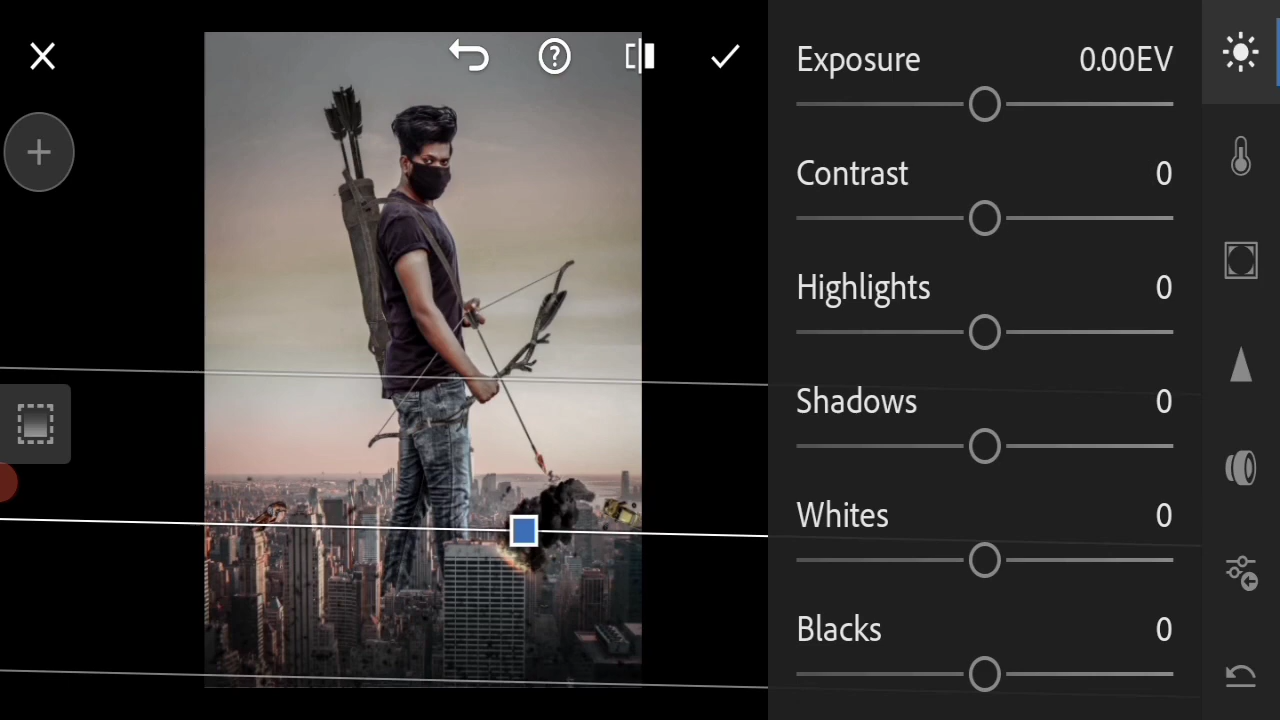 Exposure 0.00EV
Contrast 0
Highlights 0
Shadows 0
Whites 0
Blacks 0